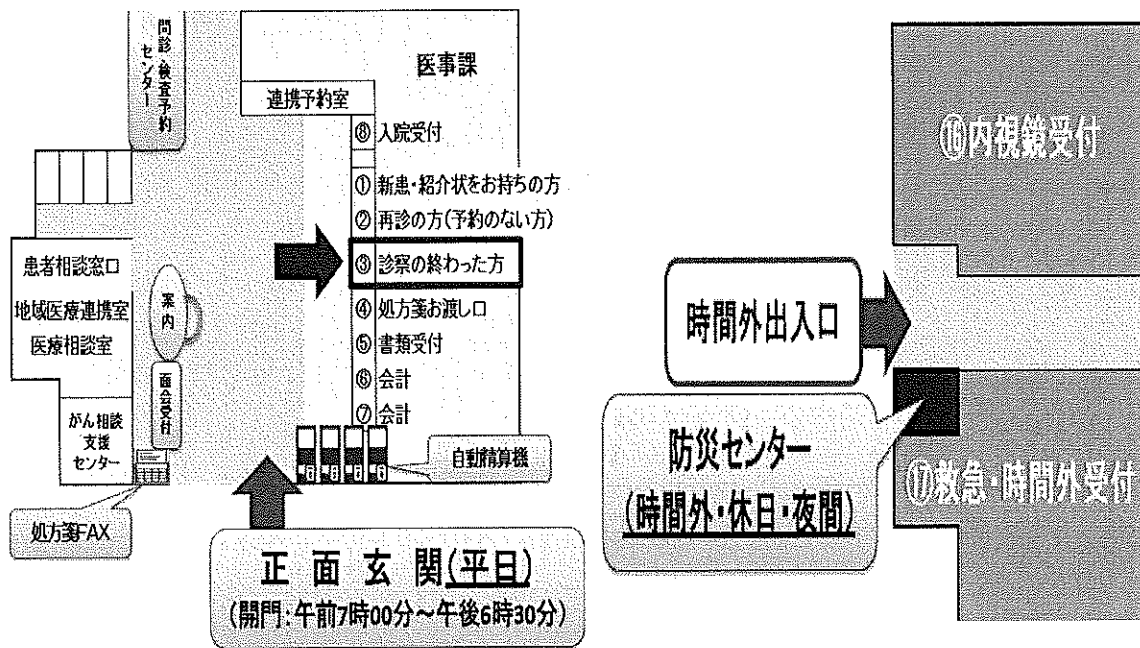 問診・検査予約
センター
医事課
連携予約室
⑧ 入院受付
① 新患・紹介状をお持ちの方
② 再診の方(予約のない方)
③ 診察の終わった方
④ 処方箋お渡し口
⑤ 書類受付
⑥ 会計
⑦ 会計
患者相談窓口
地域医療連携室
医療相談室
がん相談
支援
センター
案内
面会受付
自動精算機
処方箋FAX
正面玄関(平日)
(開門:午前7時00分～午後6時30分)
⑯内視鏡受付
時間外出入口
防災センター
(時間外・休日・夜間)
⑰救急・時間外受付